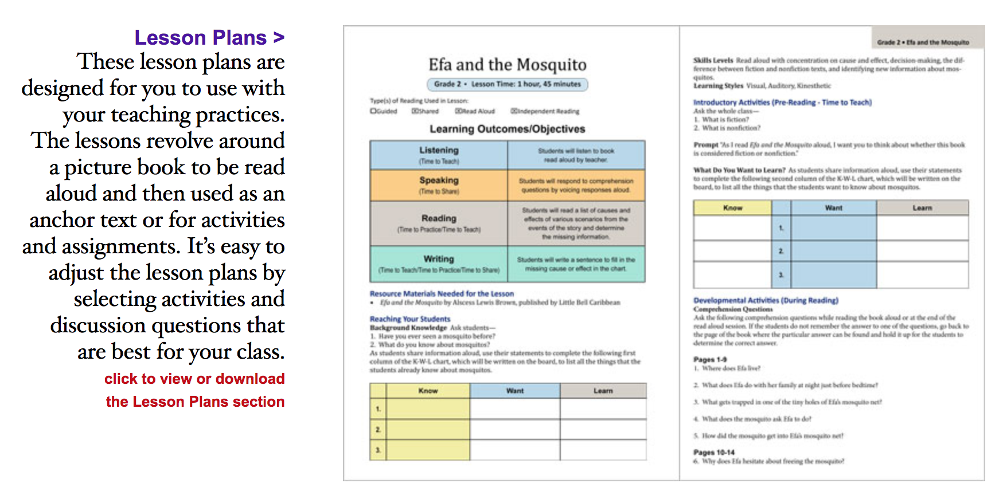 Lesson Plans >
These lesson plans are
designed for you to use with
your teaching practices.
The lessons revolve around
a picture book to be read
aloud and then used as an
anchor text or for activities
and assignments. It's easy to
adjust the lesson plans by
selecting activities and
discussion questions that
are best for your class.
click to view or download
the Lesson Plans section
Efa and the Mosquito
Grade 2 • Lesson Time: 1 hour, 45 minutes
Type(s) of Reading Used in Lesson:
☐Guided ☒Shared ☒Read Aloud ☒Independent Reading
Learning Outcomes/Objectives
Listening
(Time to Teach)
Students will listen to book
read aloud by teacher.
Speaking
(Time to Share)
Students will respond to comprehension
questions by voicing responses aloud.
Reading
(Time to Practice/Time to Teach)
Students will read a list of causes and
effects of various scenarios from the
events of the story and determine
the missing information.
Writing
(Time to Teach/Time to Practice/Time to Share)
Students will write a sentence to fill in the
missing cause or effect in the chart.
Resource Materials Needed for the Lesson
• Efa and the Mosquito by Alscess Lewis Brown, published by Little Bell Caribbean
Reaching Your Students
Background Knowledge Ask students—
1. Have you ever seen a mosquito before?
2. What do you know about mosquitos?
As students share information aloud, use their statements to complete the following first
column of the K-W-L chart, which will be written on the board, to list all the things that the
students already know about mosquitos.
Know Want Learn
1.
2.
3.
Grade 2 • Efa and the Mosquito
Skills Levels Read aloud with concentration on cause and effect, decision-making, the dif-
ference between fiction and nonfiction texts, and identifying new information about mos-
quitos.
Learning Styles Visual, Auditory, Kinesthetic
Introductory Activities (Pre-Reading - Time to Teach)
Ask the whole class—
1. What is fiction?
2. What is nonfiction?
Prompt "As I read Efa and the Mosquito aloud, I want you to think about whether this book
is considered fiction or nonfiction."
What Do You Want to Learn? As students share information aloud, use their statements
to complete the following second column of the K-W-L chart, which will be written on the
board, to list all the things that the students want to know about mosquitos.
Know Want Learn
1.
2.
3.
Developmental Activities (During Reading)
Comprehension Questions
Ask the following comprehension questions while reading the book aloud or at the end of the
read aloud session. If the students do not remember the answer to one of the questions, go back to
the page of the book where the particular answer can be found and hold it up for the students to
determine the correct answer.
Pages 1-9
1. Where does Efa live?
2. What does Efa do with her family at night just before bedtime?
3. What gets trapped in one of the tiny holes of Efa's mosquito net?
4. What does the mosquito ask Efa to do?
5. How did the mosquito get into Efa's mosquito net?
Pages 10-14
6. Why does Efa hesitate about freeing the mosquito?